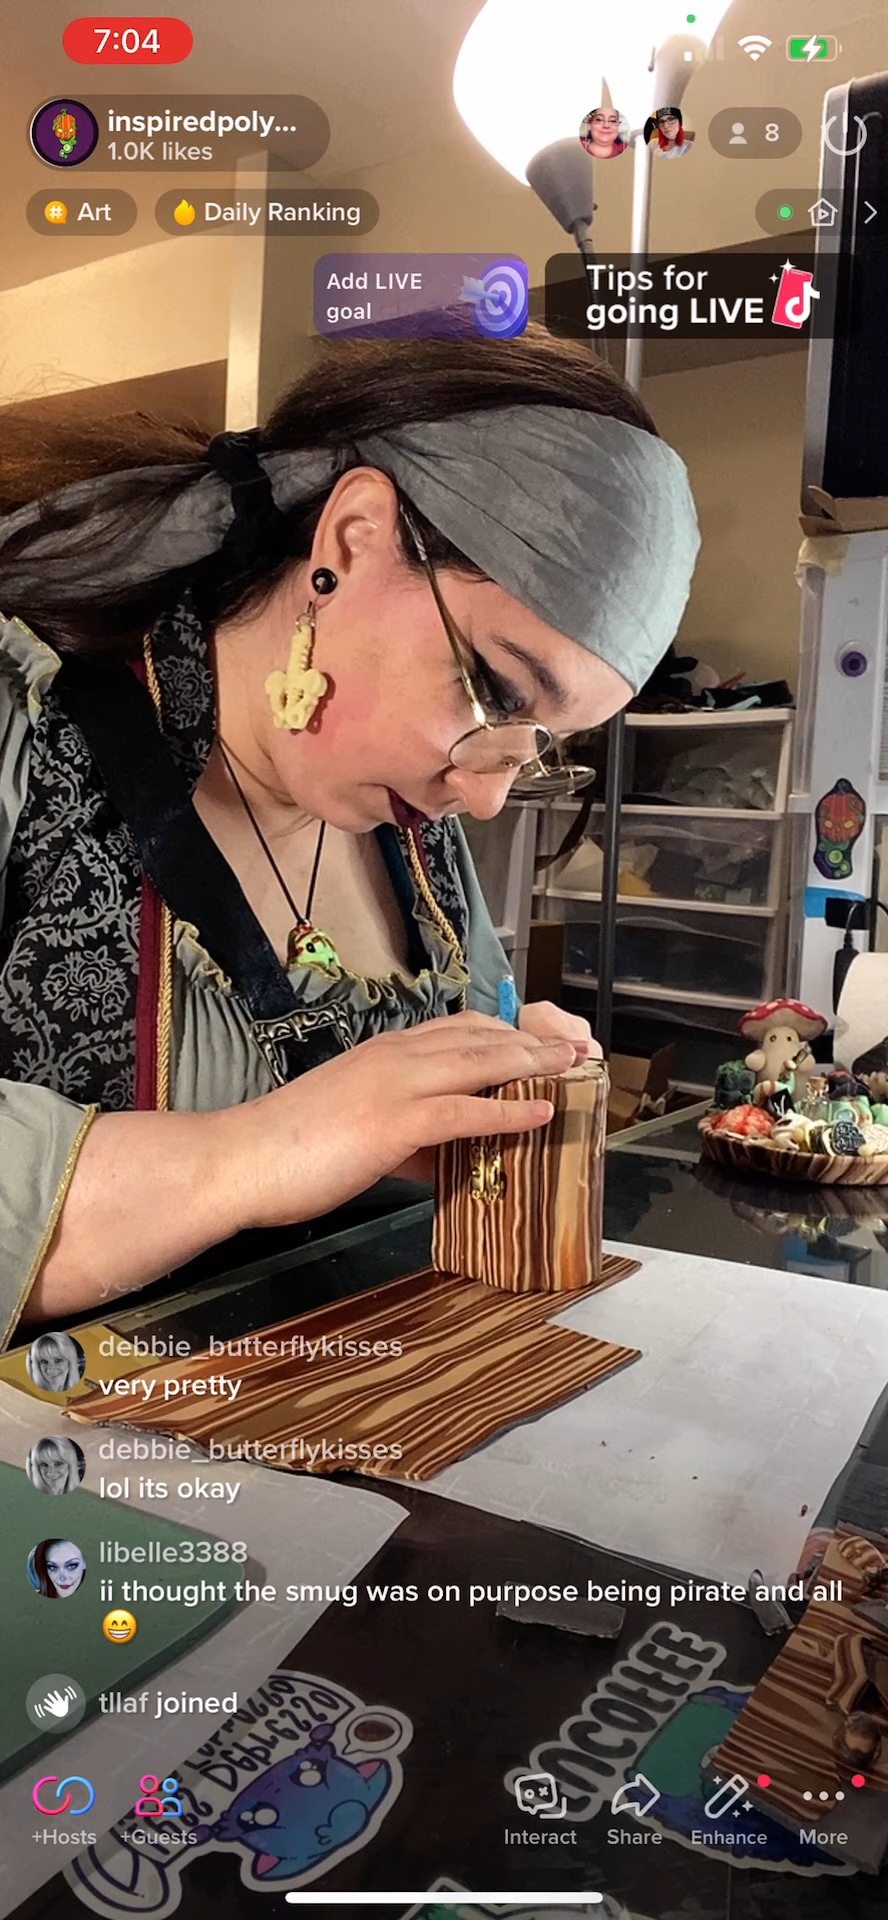 7:04
inspiredpoly...
1.0K likes
8
Art
Daily Ranking
Add LIVE
goal
Tips for
going LIVE
debbie_butterflykisses
very pretty
debbie_butterflykisses
lol its okay
libelle3388
ii thought the smug was on purpose being pirate and all
😁
tllaf joined
+Hosts
+Guests
Interact
Share
Enhance
More